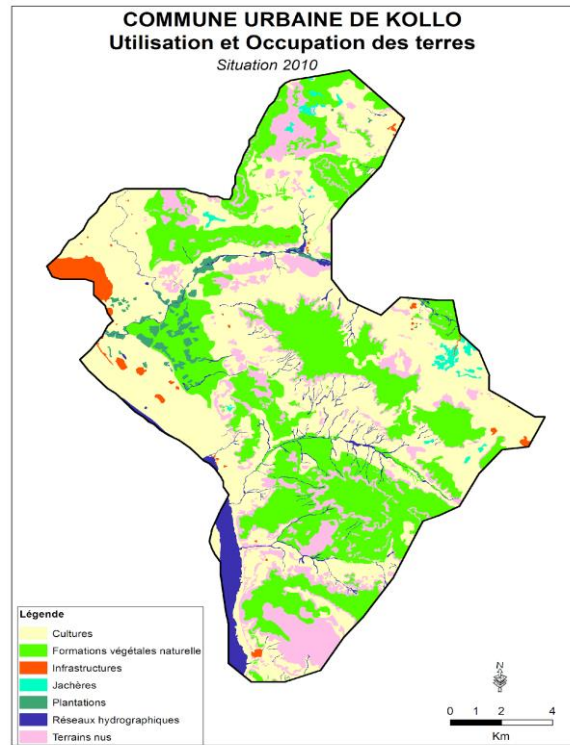 COMMUNE URBAINE DE KOLLO
Utilisation et Occupation des terres
Situation 2010
Légende
Cultures
Formations végétales naturelle
Infrastructures
Jachères
Plantations
Réseaux hydrographiques
Terrains nus
N
0 1 2 4
Km